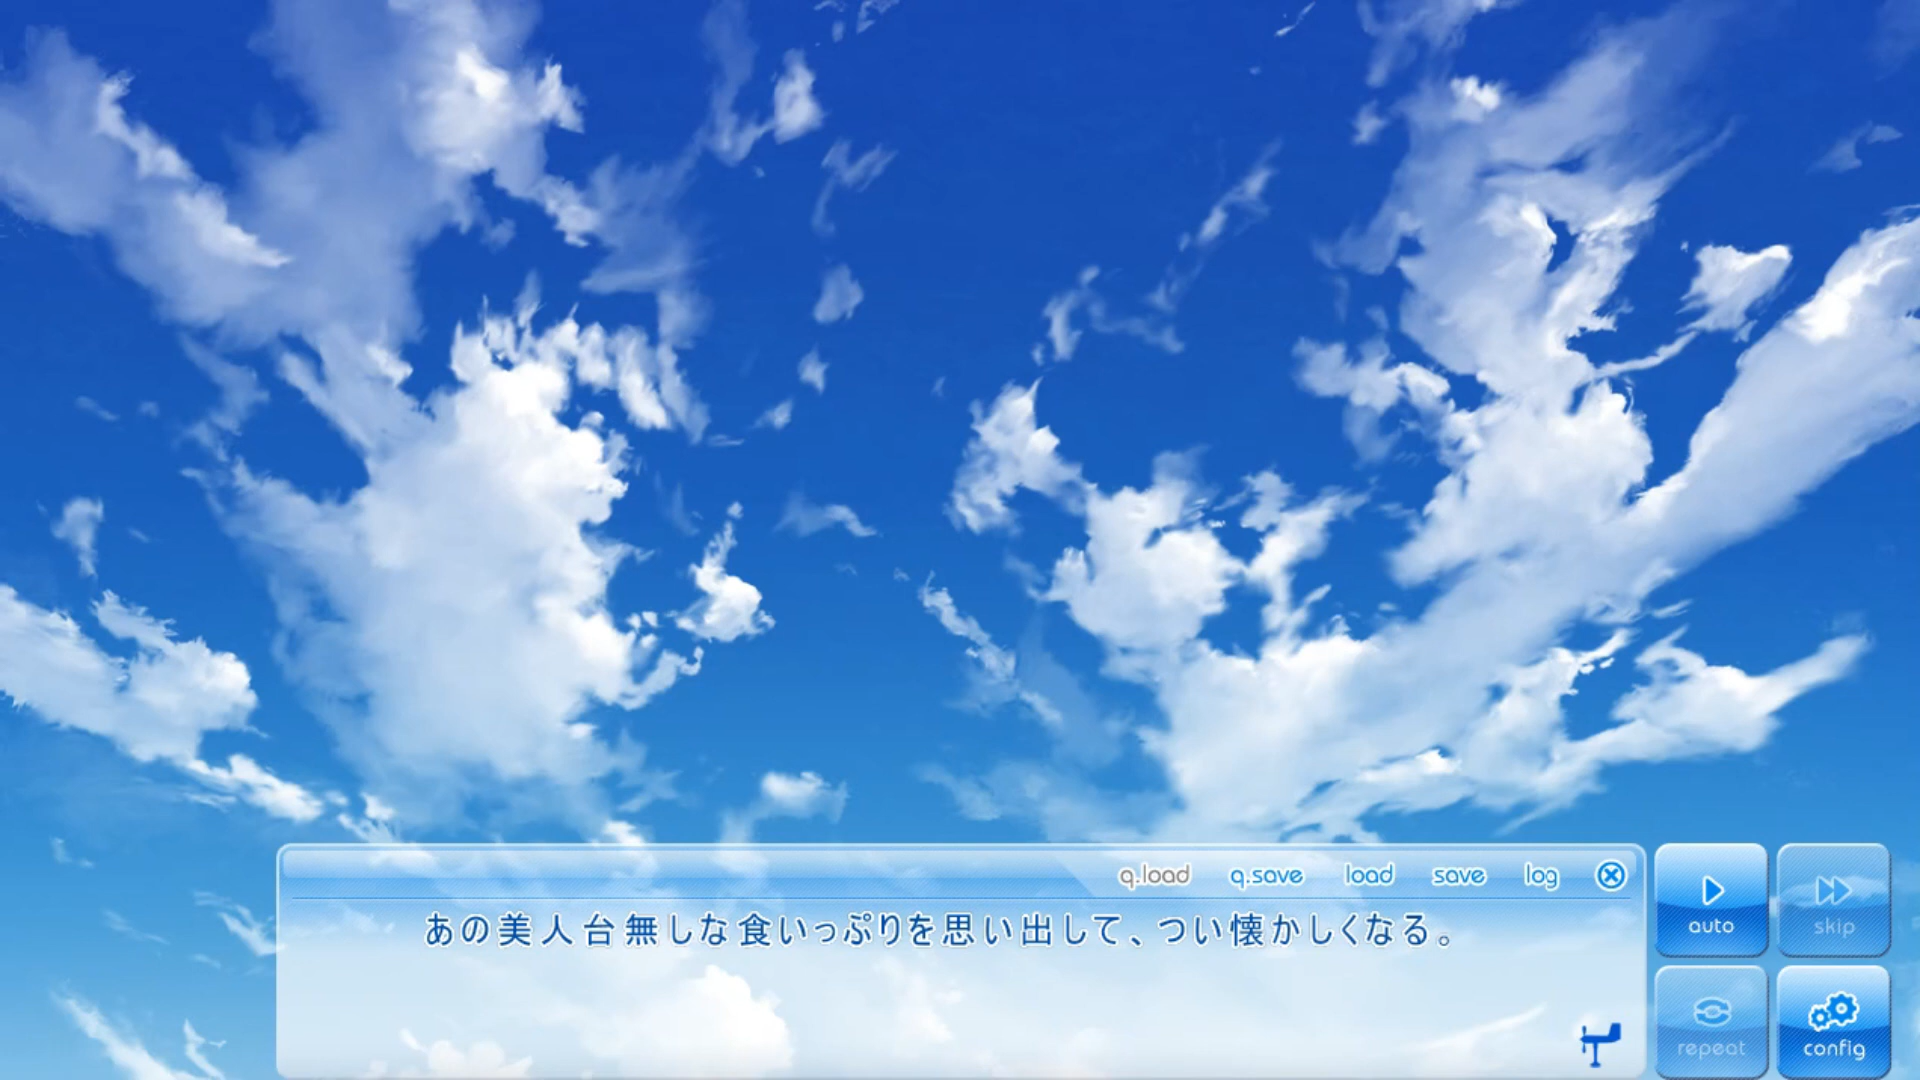 q.load q.save load save log
あの美人台無しな食いっぷりを思い出して、つい懐かしくなる。
auto
skip
repeat
config